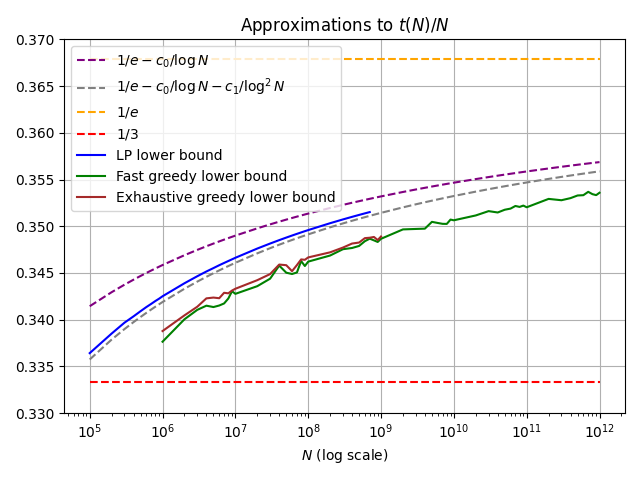 Approximations to t(N)/N
0.370
0.365
0.360
0.355
0.350
0.345
0.340
0.335
0.330
1/e − c₀/log N
1/e − c₀/log N − c₁/log² N
1/e
1/3
LP lower bound
Fast greedy lower bound
Exhaustive greedy lower bound
10⁵ 10⁶ 10⁷ 10⁸ 10⁹ 10¹⁰ 10¹¹ 10¹²
N (log scale)